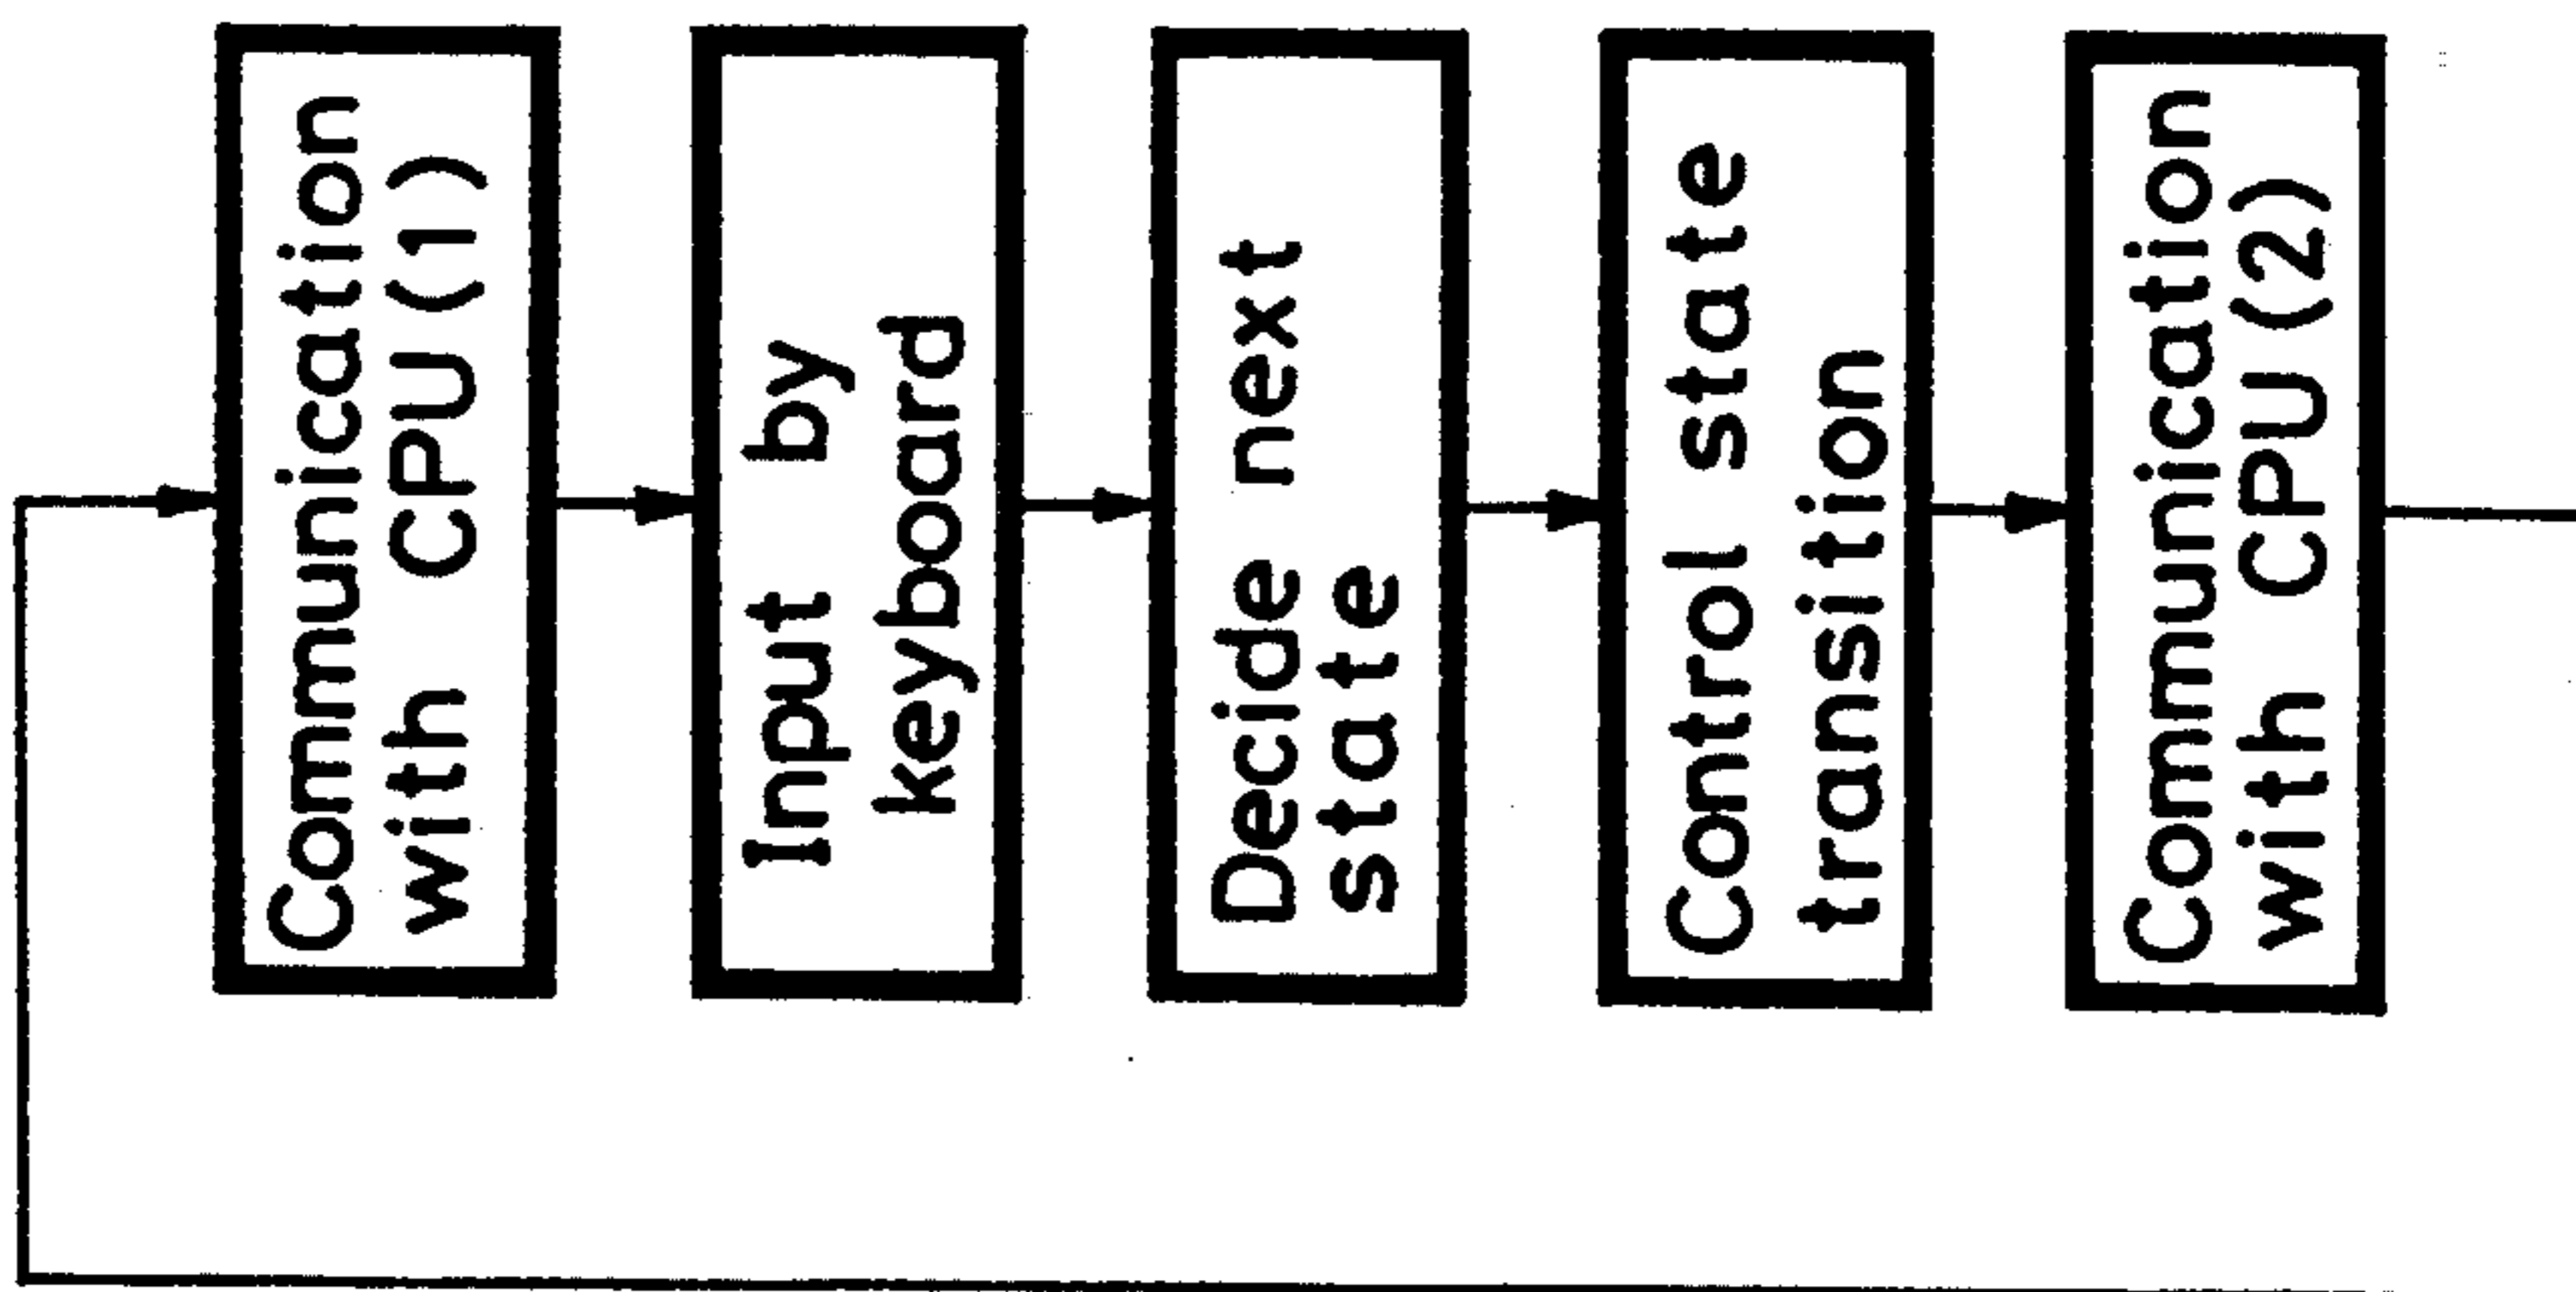 Communication
with CPU (1)
Input by
keyboard
Decide next
state
Control state
transition
Communication
with CPU (2)